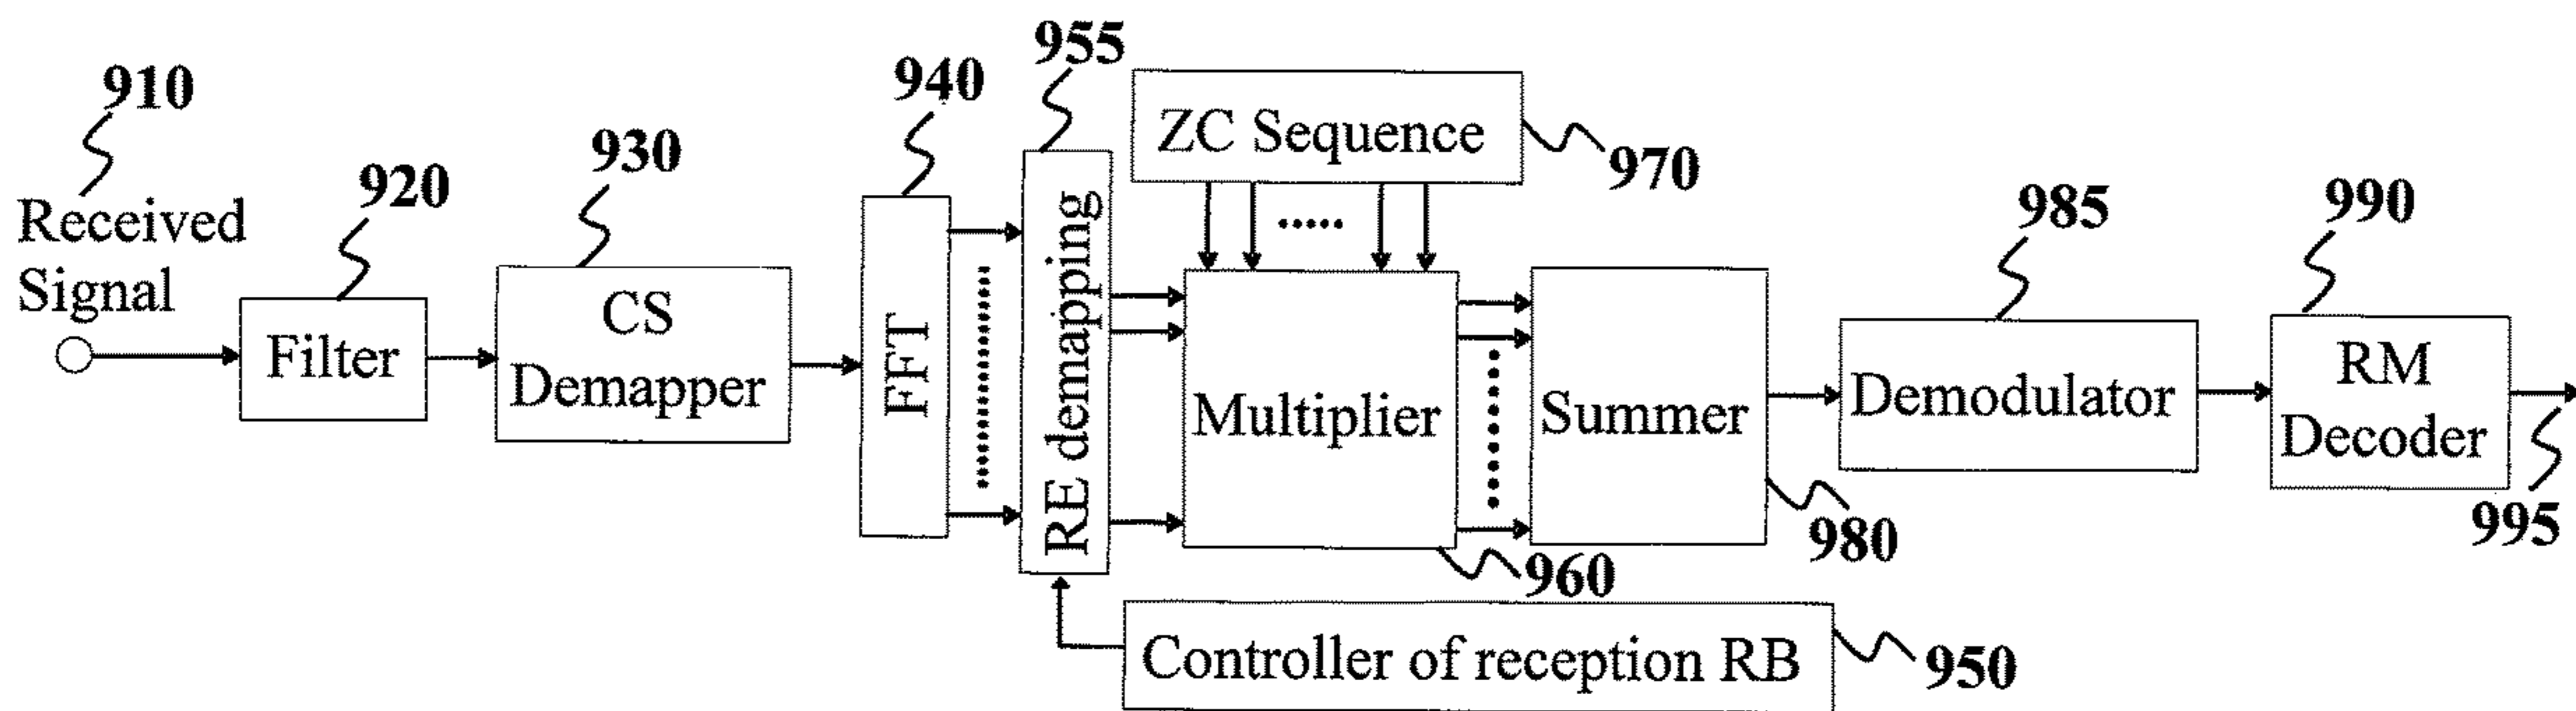 910
Received
Signal
920
Filter
930
CS
Demapper
940
FFT
955
RE demapping
ZC Sequence
970
Multiplier
960
Controller of reception RB
950
Summer
980
985
Demodulator
990
RM
Decoder
995